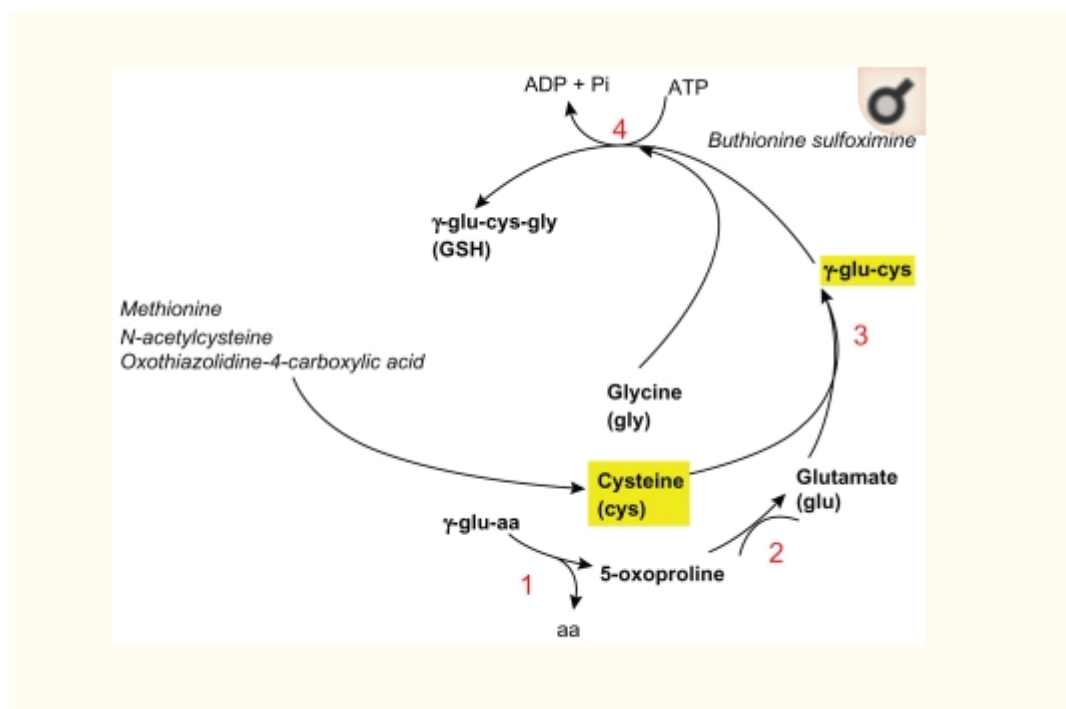 ADP + Pi
ATP
4
Buthionine sulfoximine
γ-glu-cys-gly
(GSH)
γ-glu-cys
Methionine
N-acetylcysteine
Oxothiazolidine-4-carboxylic acid
3
Glycine
(gly)
Cysteine
(cys)
Glutamate
(glu)
γ-glu-aa
2
5-oxoproline
1
aa